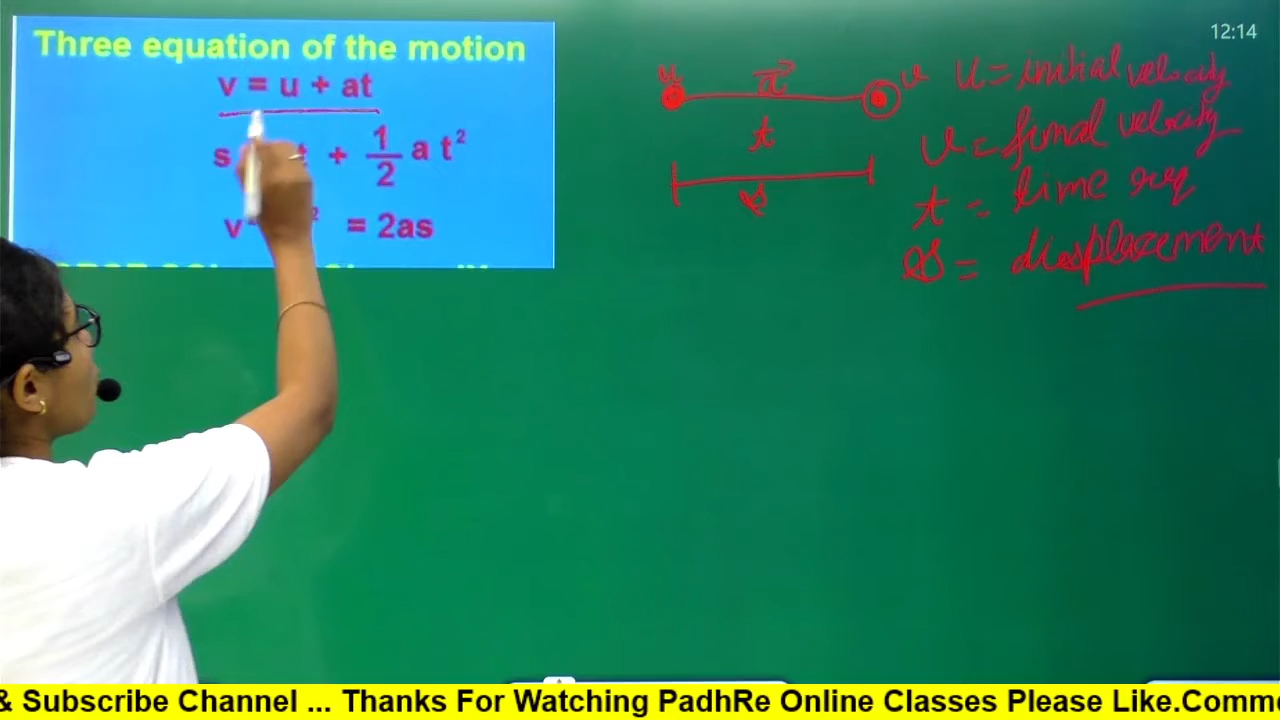 12:14
Three equation of the motion
v = u + at
s + 1/2 a t²
v = 2as
u v
t
s
u = initial velocity
v = final velocity
t = time req
s = displacement
& Subscribe Channel ... Thanks For Watching PadhRe Online Classes Please Like.Comme